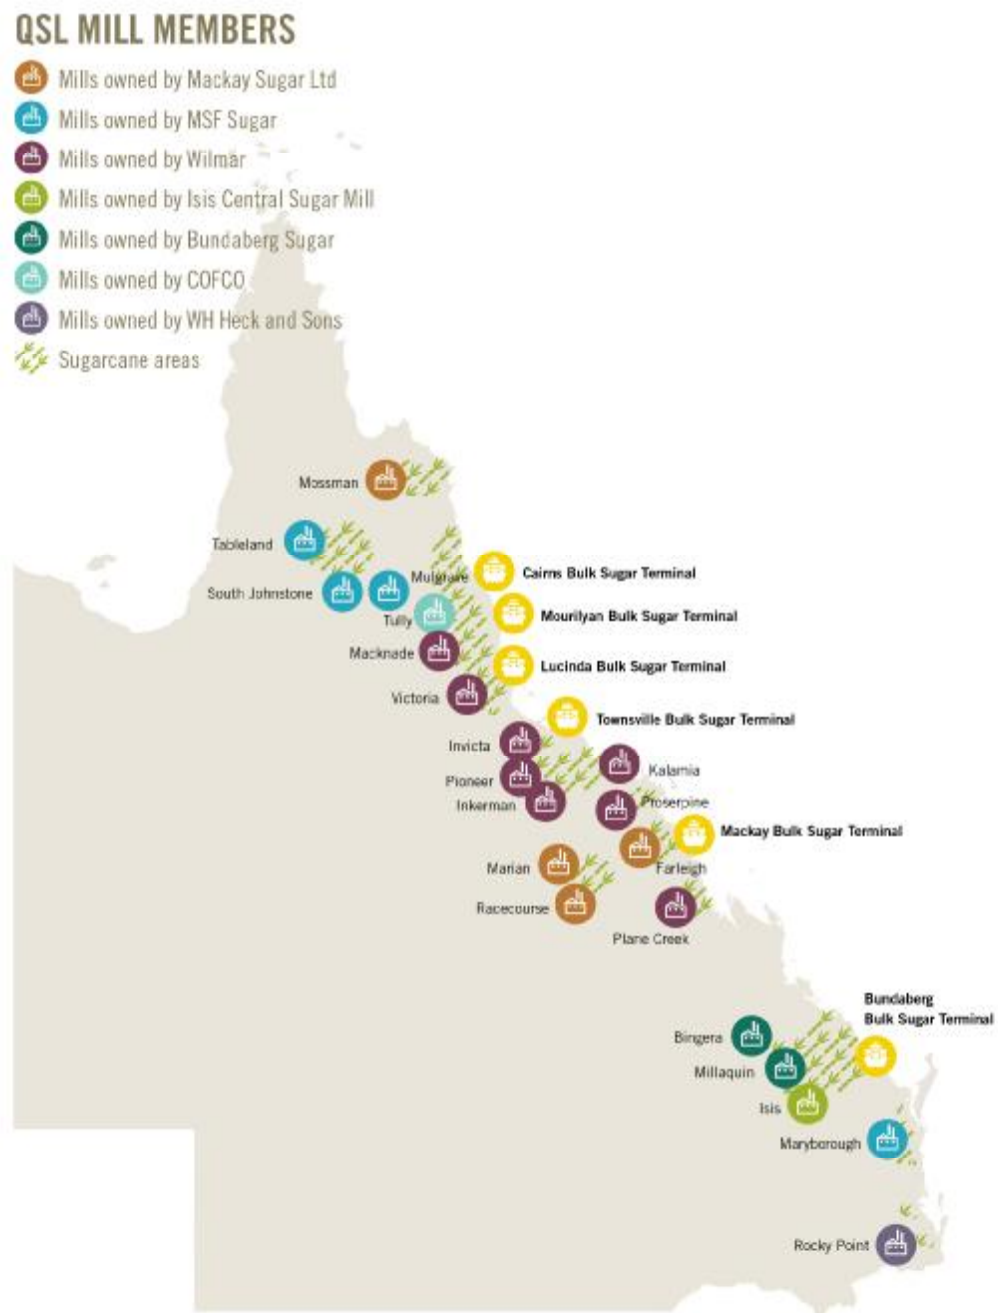 QSL MILL MEMBERS
Mills owned by Mackay Sugar Ltd
Mills owned by MSF Sugar
Mills owned by Wilmar
Mills owned by Isis Central Sugar Mill
Mills owned by Bundaberg Sugar
Mills owned by COFCO
Mills owned by WH Heck and Sons
Sugarcane areas
Mossman
Tableland
Mulgrave
Cairns Bulk Sugar Terminal
South Johnstone
Mourilyan Bulk Sugar Terminal
Tully
Macknade
Lucinda Bulk Sugar Terminal
Victoria
Townsville Bulk Sugar Terminal
Invicta
Kalamia
Pioneer
Inkerman
Proserpine
Mackay Bulk Sugar Terminal
Marian
Farleigh
Racecourse
Plane Creek
Bundaberg
Bulk Sugar Terminal
Bingera
Millaquin
Isis
Maryborough
Rocky Point